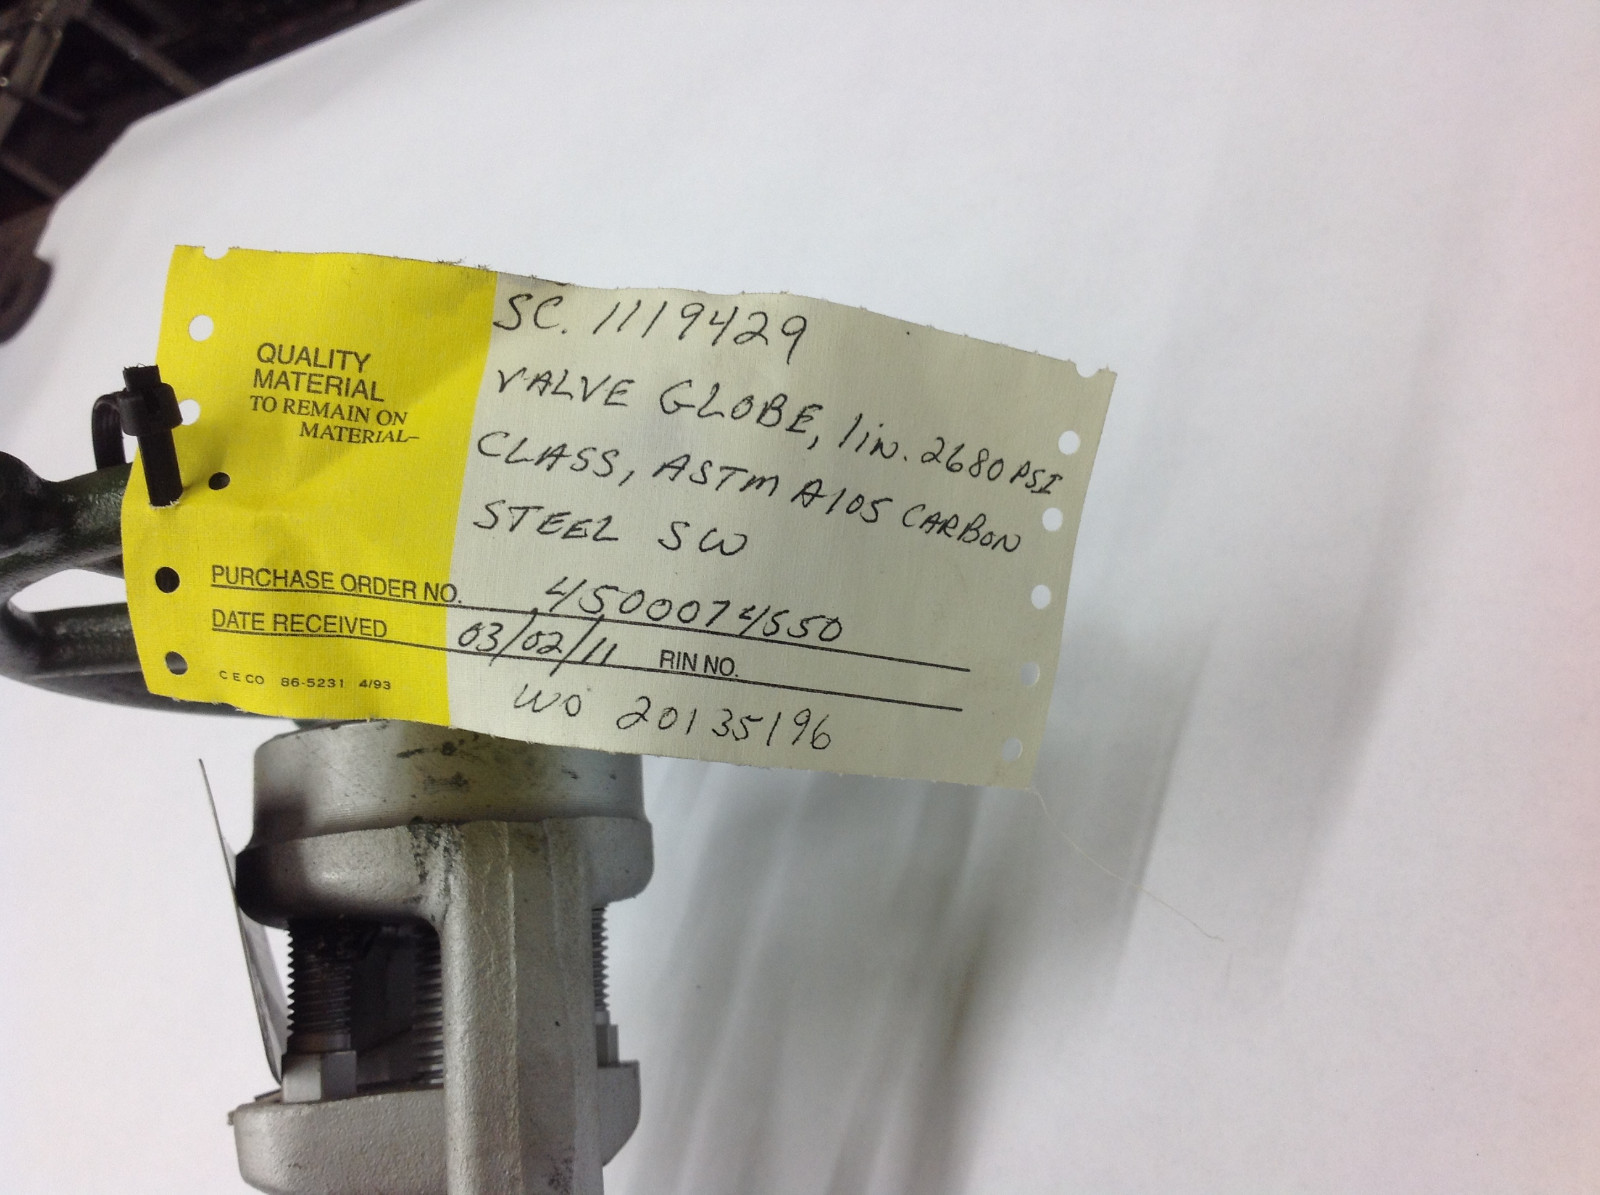 SC. 1119429
VALVE GLOBE, 1in. 2680 PSI
CLASS, ASTM A105 CARBON
STEEL SW
QUALITY
MATERIAL
TO REMAIN ON
MATERIAL-
PURCHASE ORDER NO. 4500074550
DATE RECEIVED 03/02/11 RIN NO.
C E CO 86-5231 4/93
WO 20135196